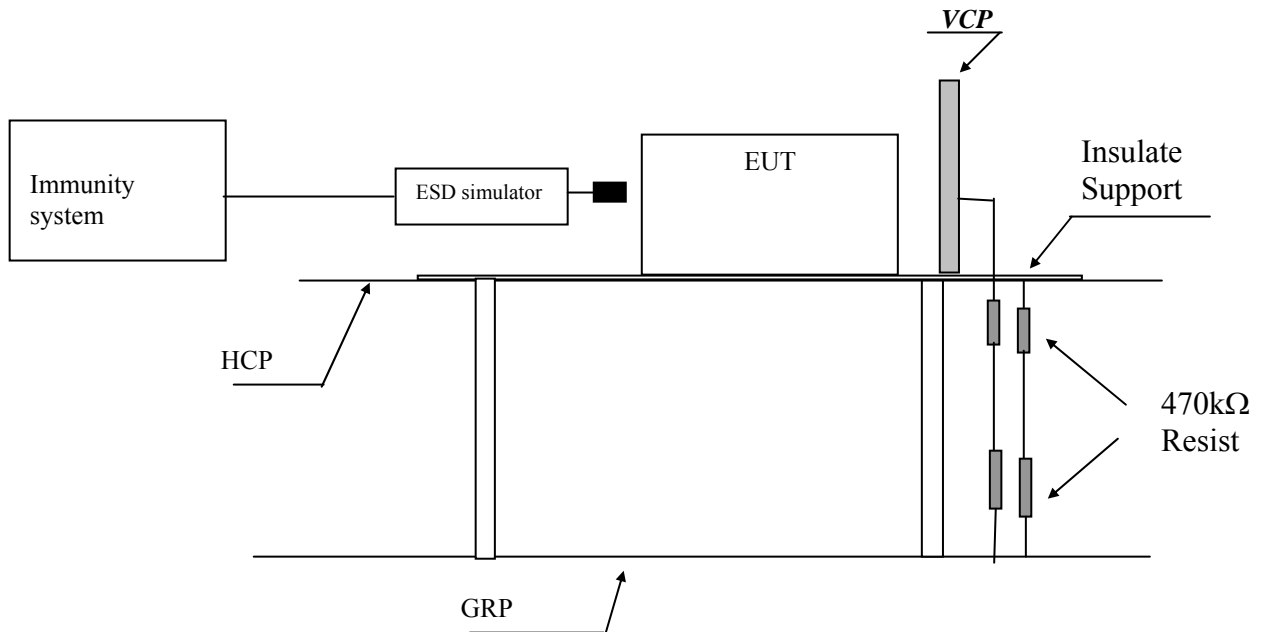 VCP
Immunity
system
ESD simulator
EUT
Insulate
Support
HCP
470kΩ
Resist
GRP